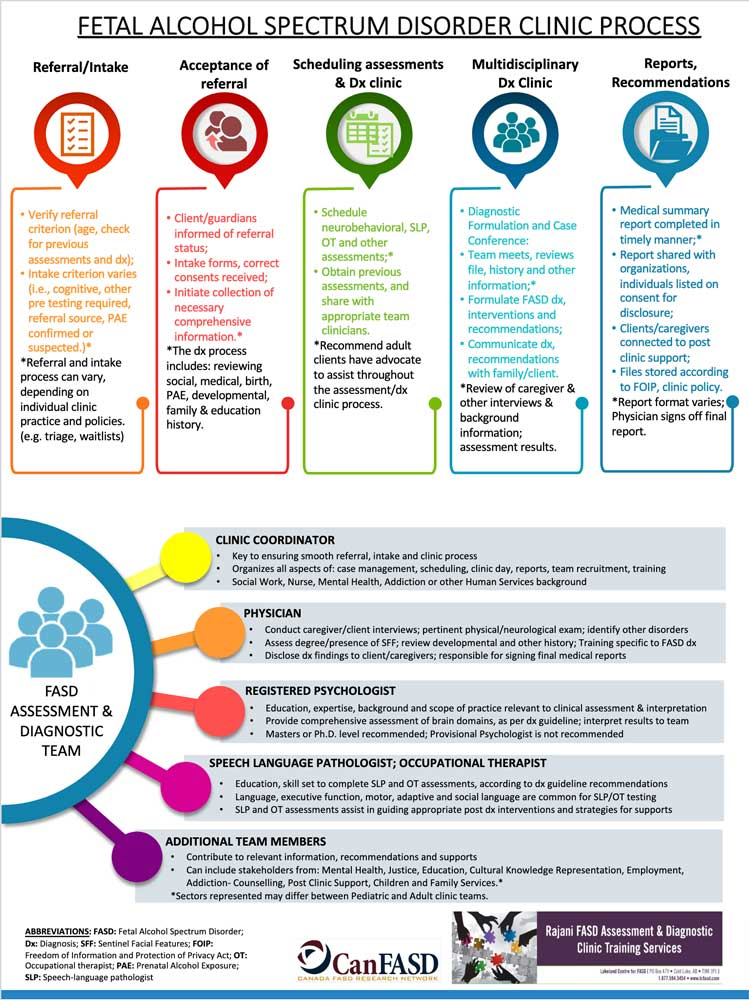 FETAL ALCOHOL SPECTRUM DISORDER CLINIC PROCESS
Referral/Intake
• Verify referral
criterion (age, check
for previous
assessments and dx);
• Intake criterion varies
(i.e., cognitive, other
pre testing required,
referral source, PAE
confirmed or
suspected.)*
*Referral and intake
process can vary,
depending on
individual clinic
practice and policies.
(e.g. triage, waitlists)
Acceptance of
referral
• Client/guardians
informed of referral
status;
• Intake forms, correct
consents received;
• Initiate collection of
necessary
comprehensive
information.*
*The dx process
includes: reviewing
social, medical, birth,
PAE, developmental,
family & education
history.
Scheduling assessments
& Dx clinic
• Schedule
neurobehavioral, SLP,
OT and other
assessments;*
• Obtain previous
assessments, and
share with
appropriate team
clinicians.
*Recommend adult
clients have advocate
to assist throughout
the assessment/dx
clinic process.
Multidisciplinary
Dx Clinic
• Diagnostic
Formulation and Case
Conference:
• Team meets, reviews
file, history and other
information;*
• Formulate FASD dx,
interventions and
recommendations;
• Communicate dx,
recommendations
with family/client.
*Review of caregiver &
other interviews &
background
information;
assessment results.
Reports,
Recommendations
• Medical summary
report completed in
timely manner;*
• Report shared with
organizations,
individuals listed on
consent for
disclosure;
• Clients/caregivers
connected to post
clinic support;
• Files stored according
to FOIP, clinic policy.
*Report format varies;
Physician signs off final
report.
FASD
ASSESSMENT &
DIAGNOSTIC
TEAM
CLINIC COORDINATOR
• Key to ensuring smooth referral, intake and clinic process
• Organizes all aspects of: case management, scheduling, clinic day, reports, team recruitment, training
• Social Work, Nurse, Mental Health, Addiction or other Human Services background
PHYSICIAN
• Conduct caregiver/client interviews; pertinent physical/neurological exam; identify other disorders
• Assess degree/presence of SFF; review developmental and other history; Training specific to FASD dx
• Disclose dx findings to client/caregivers; responsible for signing final medical reports
REGISTERED PSYCHOLOGIST
• Education, expertise, background and scope of practice relevant to clinical assessment & interpretation
• Provide comprehensive assessment of brain domains, as per dx guideline; interpret results to team
• Masters or Ph.D. level recommended; Provisional Psychologist is not recommended
SPEECH LANGUAGE PATHOLOGIST; OCCUPATIONAL THERAPIST
• Education, skill set to complete SLP and OT assessments, according to dx guideline recommendations
• Language, executive function, motor, adaptive and social language are common for SLP/OT testing
• SLP and OT assessments assist in guiding appropriate post dx interventions and strategies for supports
ADDITIONAL TEAM MEMBERS
• Contribute to relevant information, recommendations and supports
• Can include stakeholders from: Mental Health, Justice, Education, Cultural Knowledge Representation, Employment,
Addiction- Counselling, Post Clinic Support, Children and Family Services.*
*Sectors represented may differ between Pediatric and Adult clinic teams.
ABBREVIATIONS: FASD: Fetal Alcohol Spectrum Disorder;
Dx: Diagnosis; SFF: Sentinel Facial Features; FOIP:
Freedom of Information and Protection of Privacy Act; OT:
Occupational therapist; PAE: Prenatal Alcohol Exposure;
SLP: Speech-language pathologist
CanFASD
CANADA FASD RESEARCH NETWORK
Rajani FASD Assessment & Diagnostic
Clinic Training Services
Lakeland Centre for FASD | PO Box 479 • Cold Lake, AB •
1.877.594.5454 • www.lcfasd.com